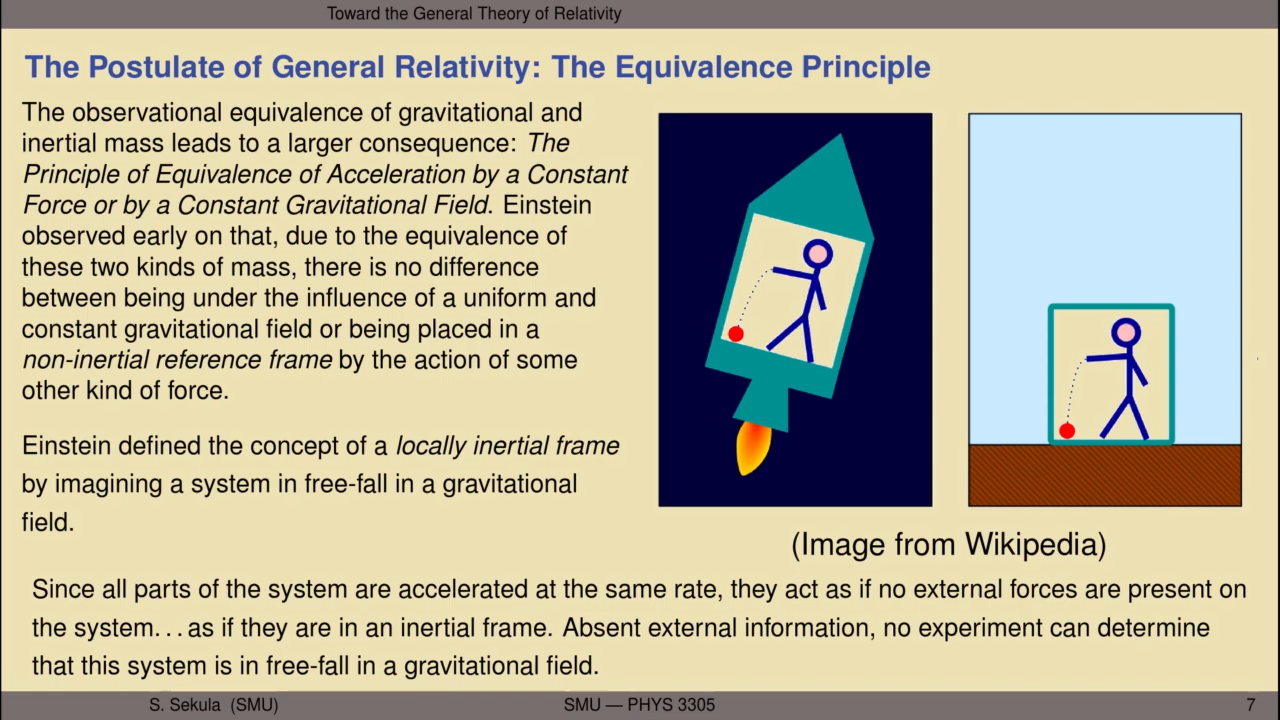 Toward the General Theory of Relativity
The Postulate of General Relativity: The Equivalence Principle
The observational equivalence of gravitational and
inertial mass leads to a larger consequence: The
Principle of Equivalence of Acceleration by a Constant
Force or by a Constant Gravitational Field. Einstein
observed early on that, due to the equivalence of
these two kinds of mass, there is no difference
between being under the influence of a uniform and
constant gravitational field or being placed in a
non-inertial reference frame by the action of some
other kind of force.
Einstein defined the concept of a locally inertial frame
by imagining a system in free-fall in a gravitational
field.
(Image from Wikipedia)
Since all parts of the system are accelerated at the same rate, they act as if no external forces are present on
the system. . . as if they are in an inertial frame. Absent external information, no experiment can determine
that this system is in free-fall in a gravitational field.
S. Sekula (SMU)
SMU — PHYS 3305
7